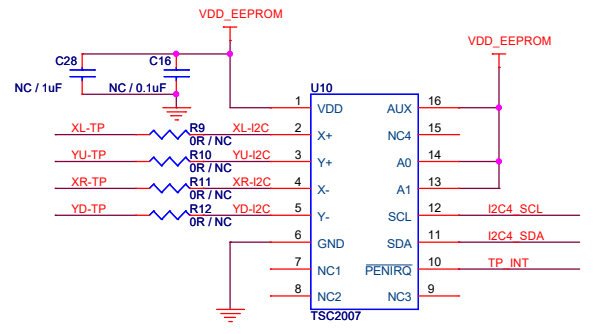 VDD_EEPROM
VDD_EEPROM
C28
C16
NC / 1uF
NC / 0.1uF
U10
1 VDD AUX 16
XL-TP R9 XL-I2C 2 X+ NC4 15
0R / NC
YU-TP R10 YU-I2C 3 Y+ A0 14
0R / NC
XR-TP R11 XR-I2C 4 X- A1 13
0R / NC
YD-TP R12 YD-I2C 5 Y- SCL 12 I2C4_SCL
0R / NC
6 GND SDA 11 I2C4_SDA
7 NC1 PENIRQ 10 TP_INT
8 NC2 NC3 9
TSC2007